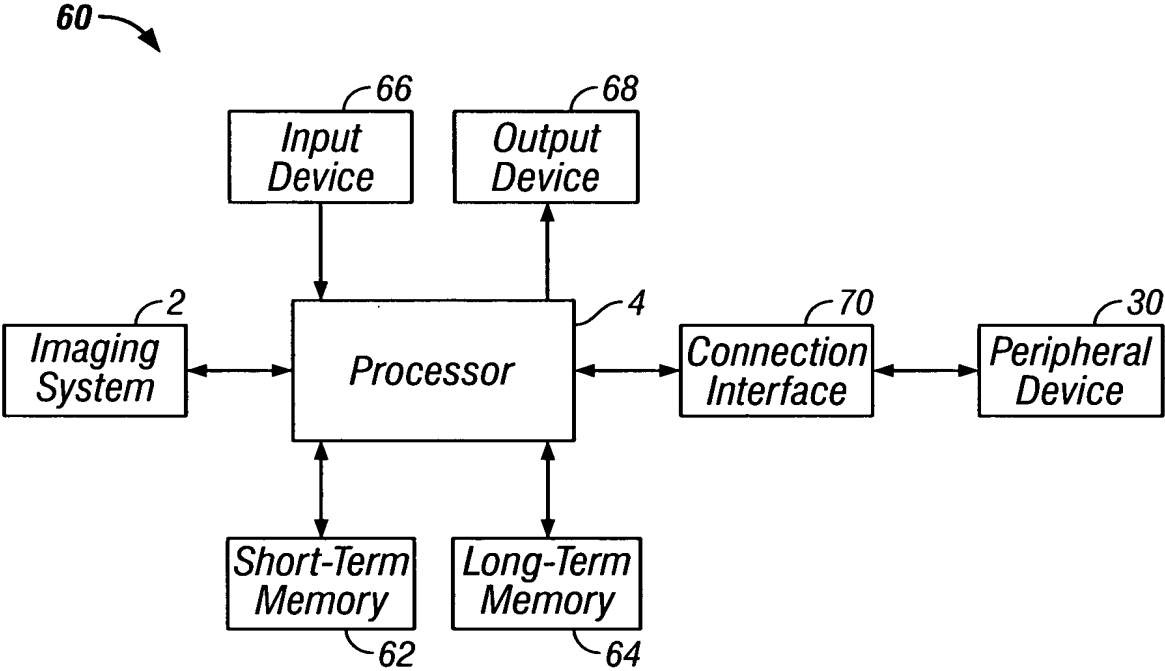 60
66
68
Input
Device
Output
Device
2
4
70
30
Imaging
System
Processor
Connection
Interface
Peripheral
Device
Short-Term
Memory
Long-Term
Memory
62
64